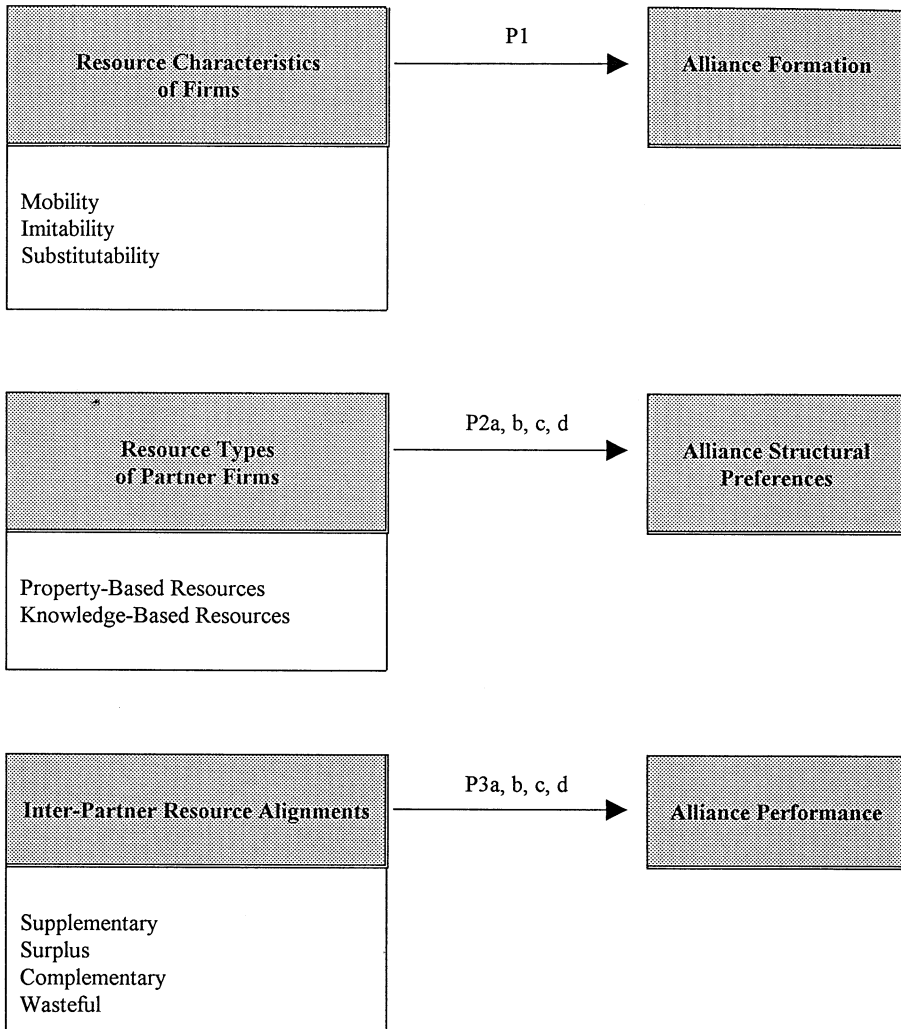 Resource Characteristics
of Firms
P1
Alliance Formation
Mobility
Imitability
Substitutability
Resource Types
of Partner Firms
P2a, b, c, d
Alliance Structural
Preferences
Property-Based Resources
Knowledge-Based Resources
Inter-Partner Resource Alignments
P3a, b, c, d
Alliance Performance
Supplementary
Surplus
Complementary
Wasteful